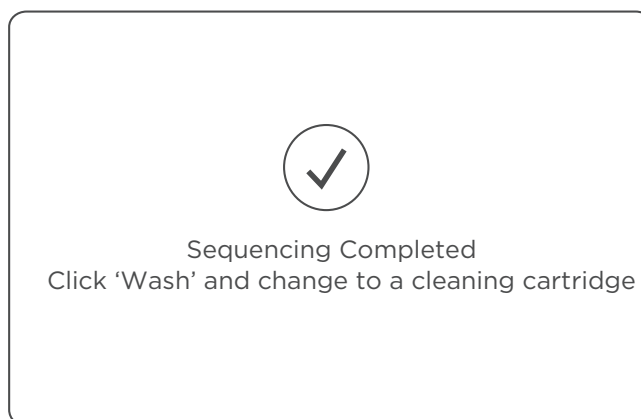 Sequencing Completed
Click ‘Wash’ and change to a cleaning cartridge